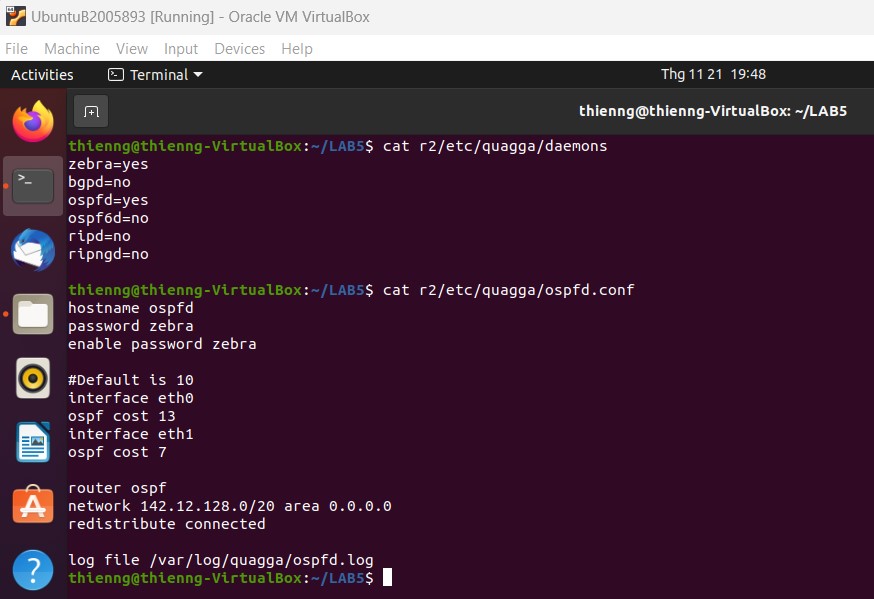 UbuntuB2005893 [Running] - Oracle VM VirtualBox
File Machine View Input Devices Help
Activities Terminal Thg 11 21 19:48
thienng@thienng-VirtualBox: ~/LAB5
thienng@thienng-VirtualBox:~/LAB5$ cat r2/etc/quagga/daemons
zebra=yes
bgpd=no
ospfd=yes
ospf6d=no
ripd=no
ripngd=no
thienng@thienng-VirtualBox:~/LAB5$ cat r2/etc/quagga/ospfd.conf
hostname ospfd
password zebra
enable password zebra
#Default is 10
interface eth0
ospf cost 13
interface eth1
ospf cost 7
router ospf
network 142.12.128.0/20 area 0.0.0.0
redistribute connected
log file /var/log/quagga/ospfd.log
thienng@thienng-VirtualBox:~/LAB5$